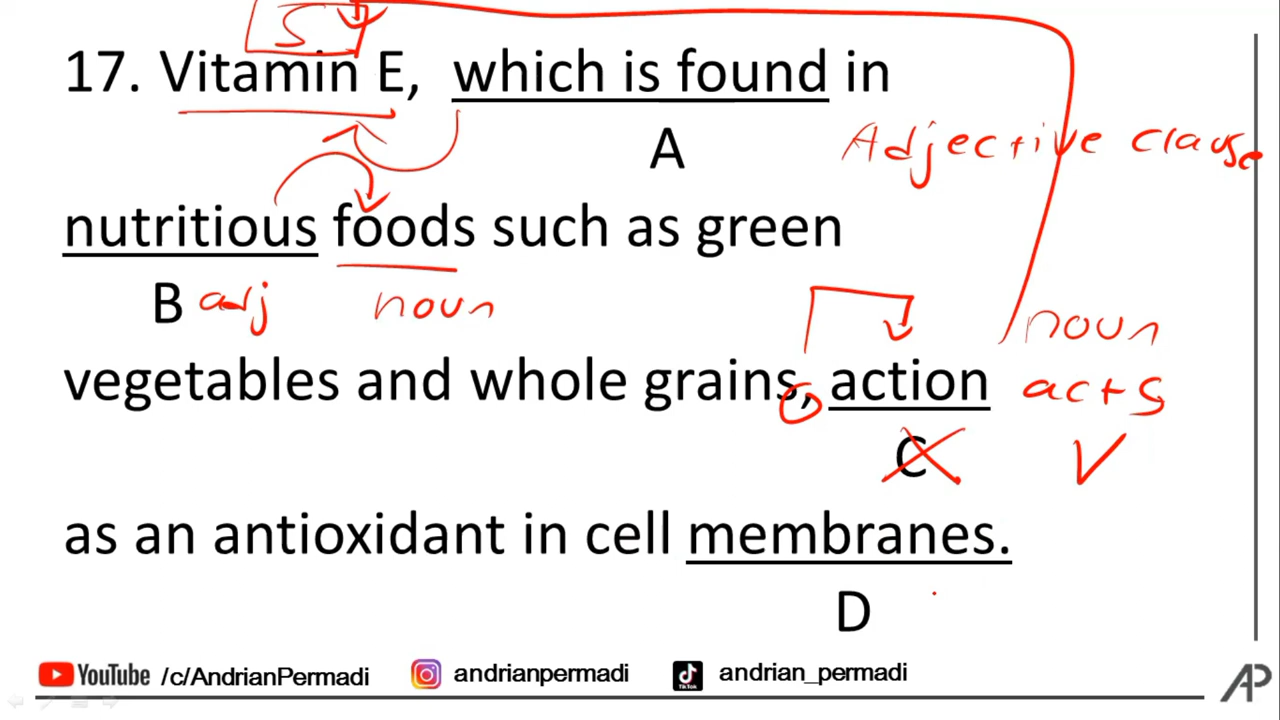 S
17. Vitamin E, which is found in
A
Adjective clause
nutritious foods such as green
B adj noun
noun
vegetables and whole grains, action acts
C
as an antioxidant in cell membranes.
D
YouTube /c/AndrianPermadi andrianpermadi TikTok andrian_permadi AP